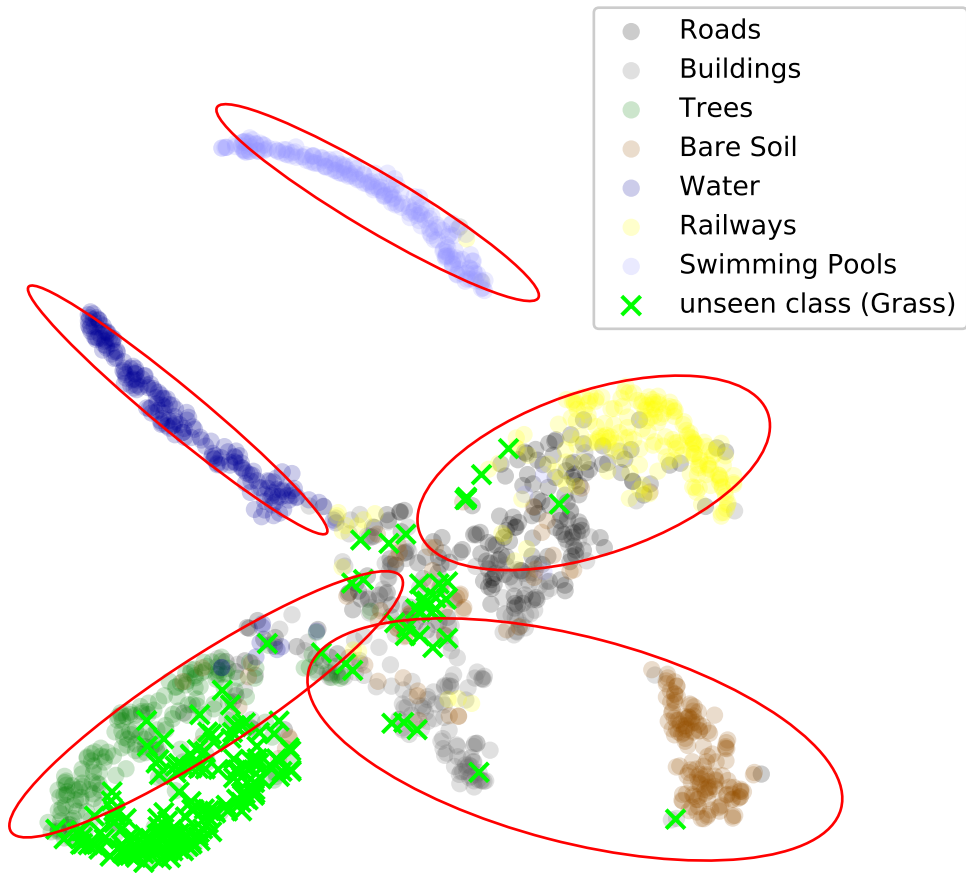 Roads
Buildings
Trees
Bare Soil
Water
Railways
Swimming Pools
unseen class (Grass)